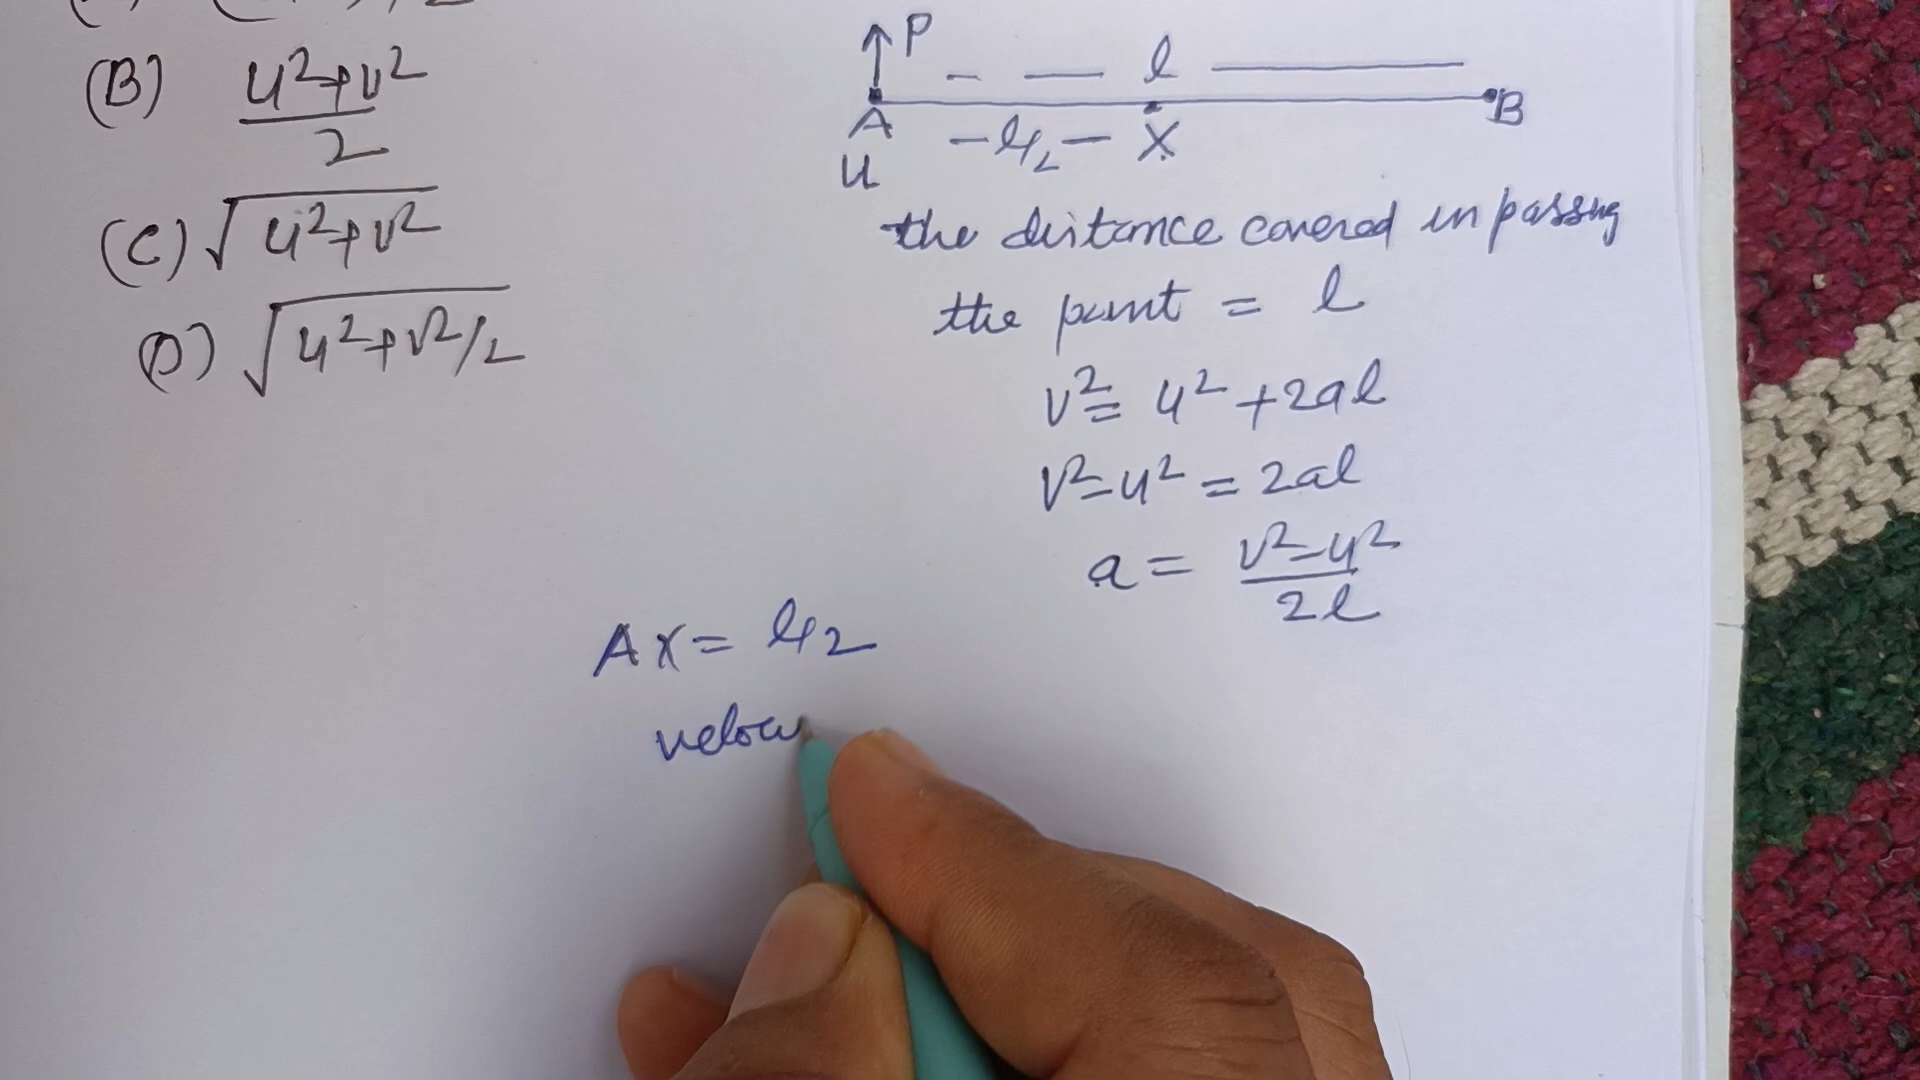 (B) u²+v²
2
(C) √u²+v²
(D) √u²+v²/2
P
l
A X B
l/2
u
the distance covered in passing
the point = l
v² = u² + 2al
v² - u² = 2al
a = v² - u²
2l
AX = l/2
veloci